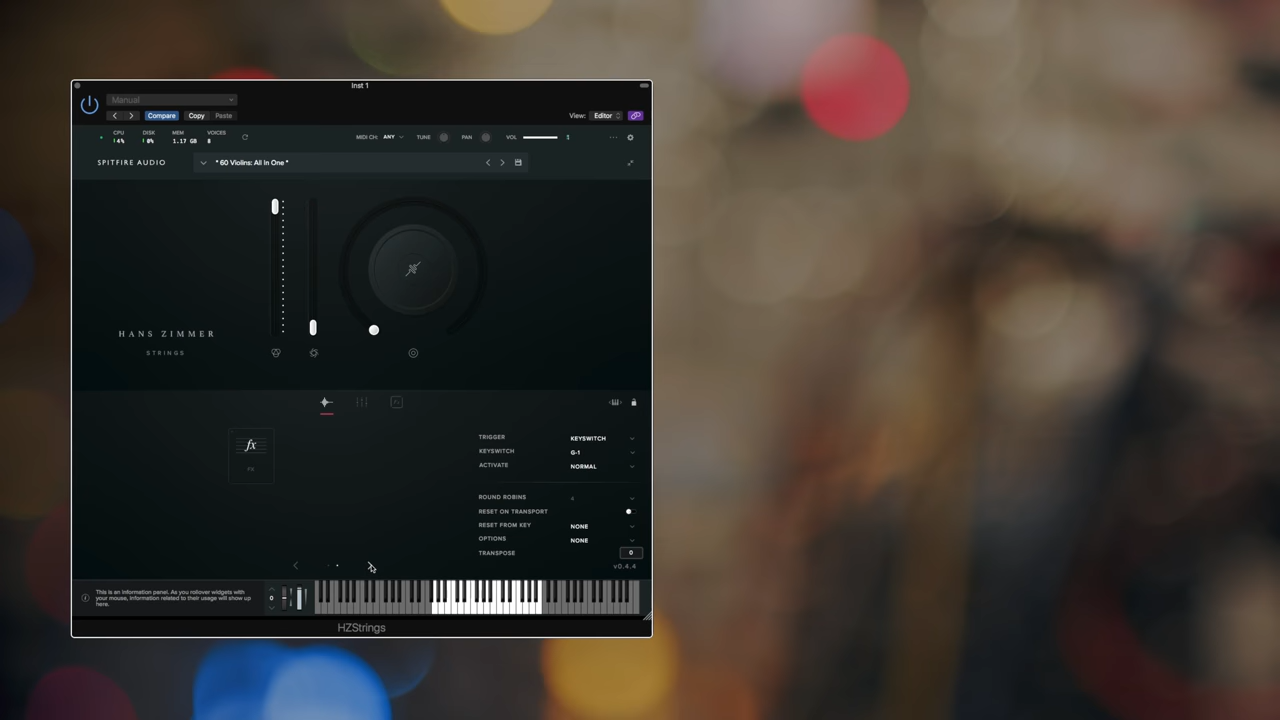 Inst 1
Manual
Compare Copy Paste
View: Editor
CPU DISK MEM VOICES
4% 0% 1.17 GB 8
MIDI CH: ANY TUNE PAN VOL
SPITFIRE AUDIO
* 60 Violins: All in One *
HANS ZIMMER
STRINGS
fx
FX
TRIGGER KEYSWITCH
KEYSWITCH G-1
ACTIVATE NORMAL
ROUND ROBINS 4
RESET ON TRANSPORT
RESET FROM KEY NONE
OPTIONS NONE
TRANSPOSE 0
v0.4.4
This is an information panel. As you rollover widgets with
your mouse, information related to their usage will show up
here.
0
HZStrings